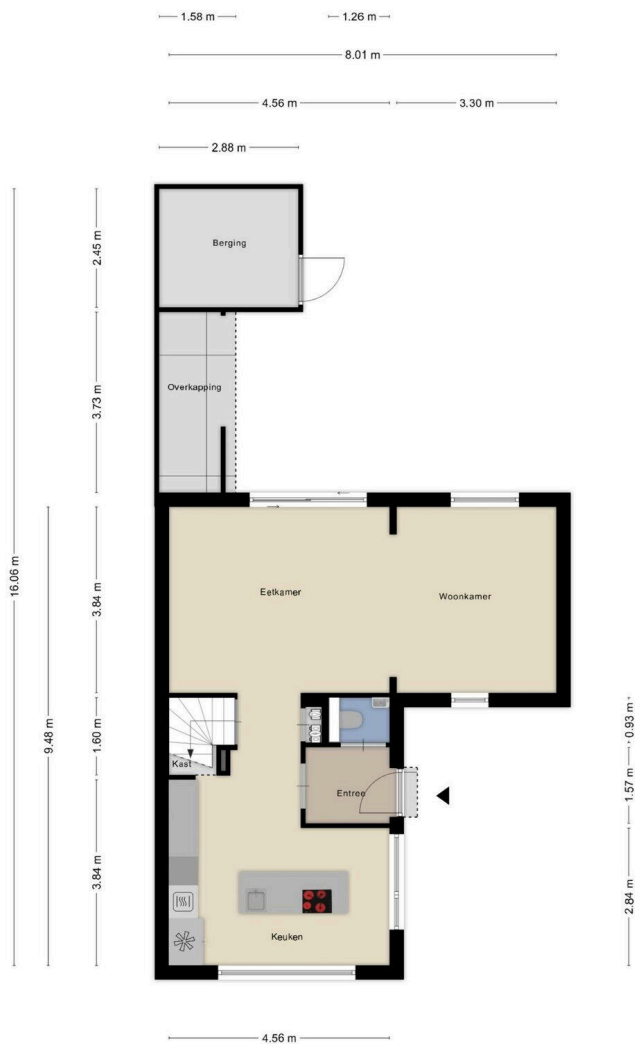 1.58 m
1.26 m
8.01 m
4.56 m
3.30 m
2.88 m
Berging
2.45 m
Overkapping
3.73 m
16.06 m
Eetkamer
Woonkamer
3.84 m
9.48 m
1.60 m
Kast
Entree
0.93 m
1.57 m
3.84 m
2.84 m
Keuken
4.56 m